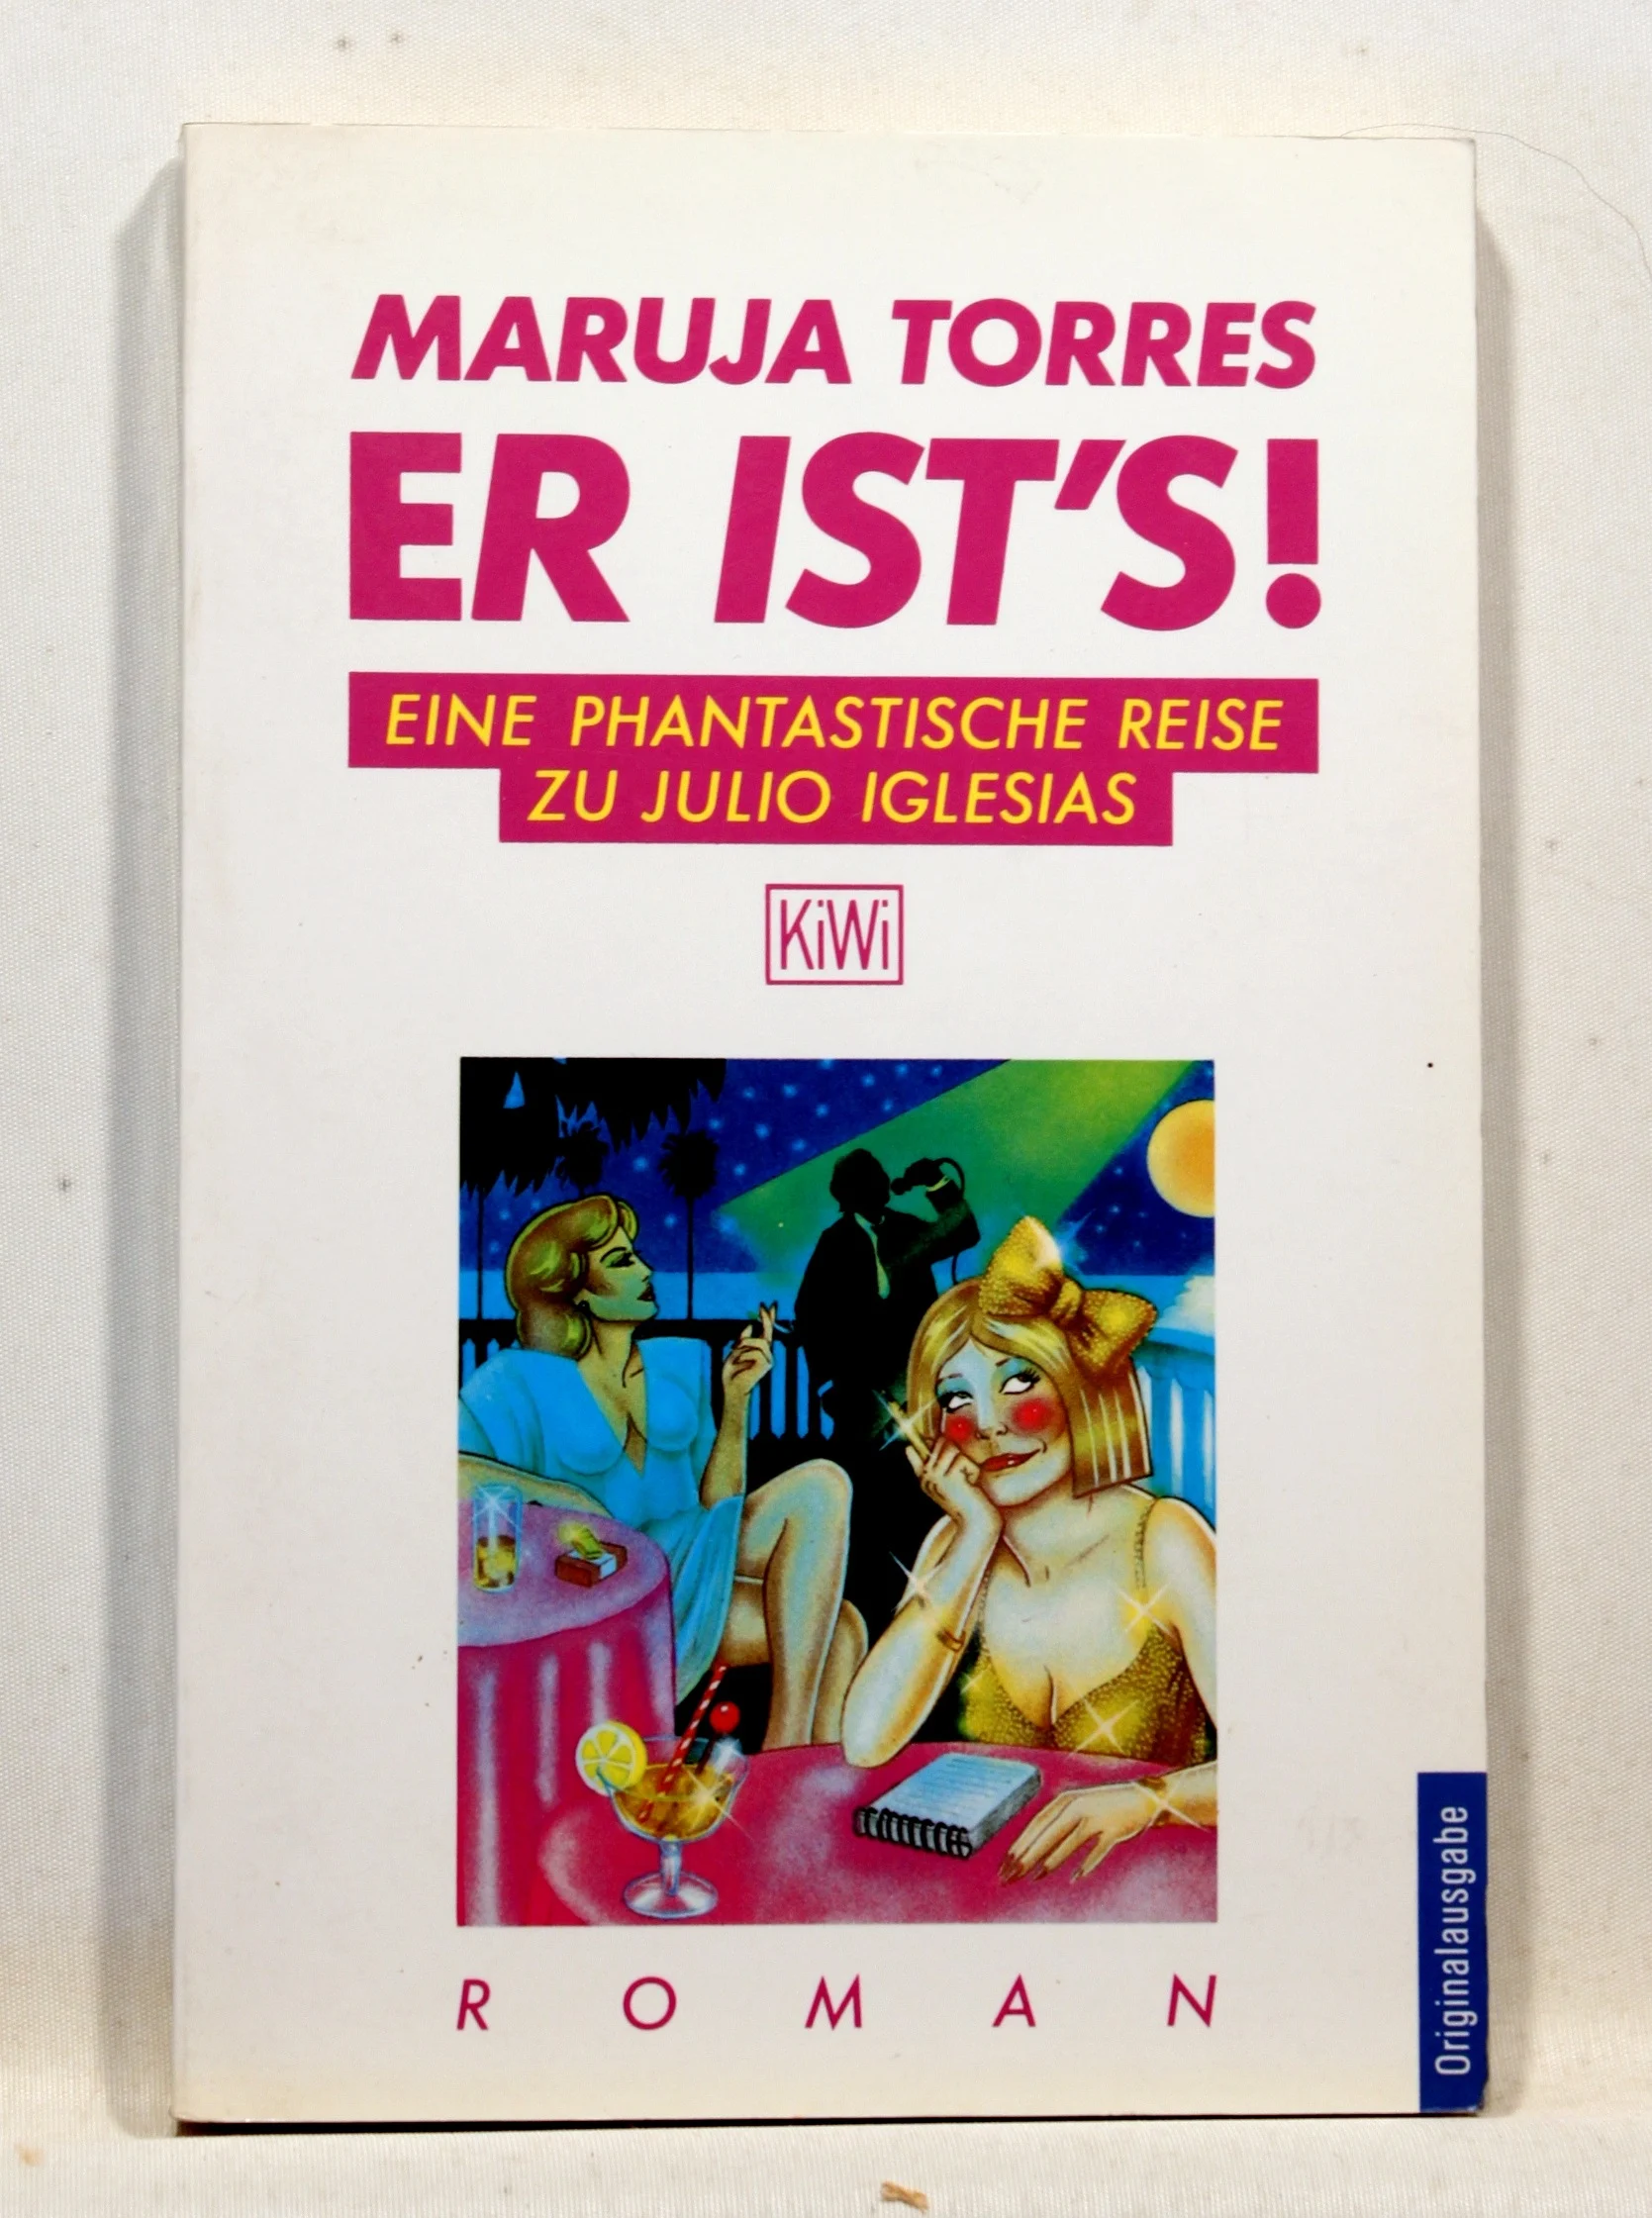 MARUJA TORRES
ER IST'S!
EINE PHANTASTISCHE REISE
ZU JULIO IGLESIAS
KiWi
ROMAN
Originalausgabe